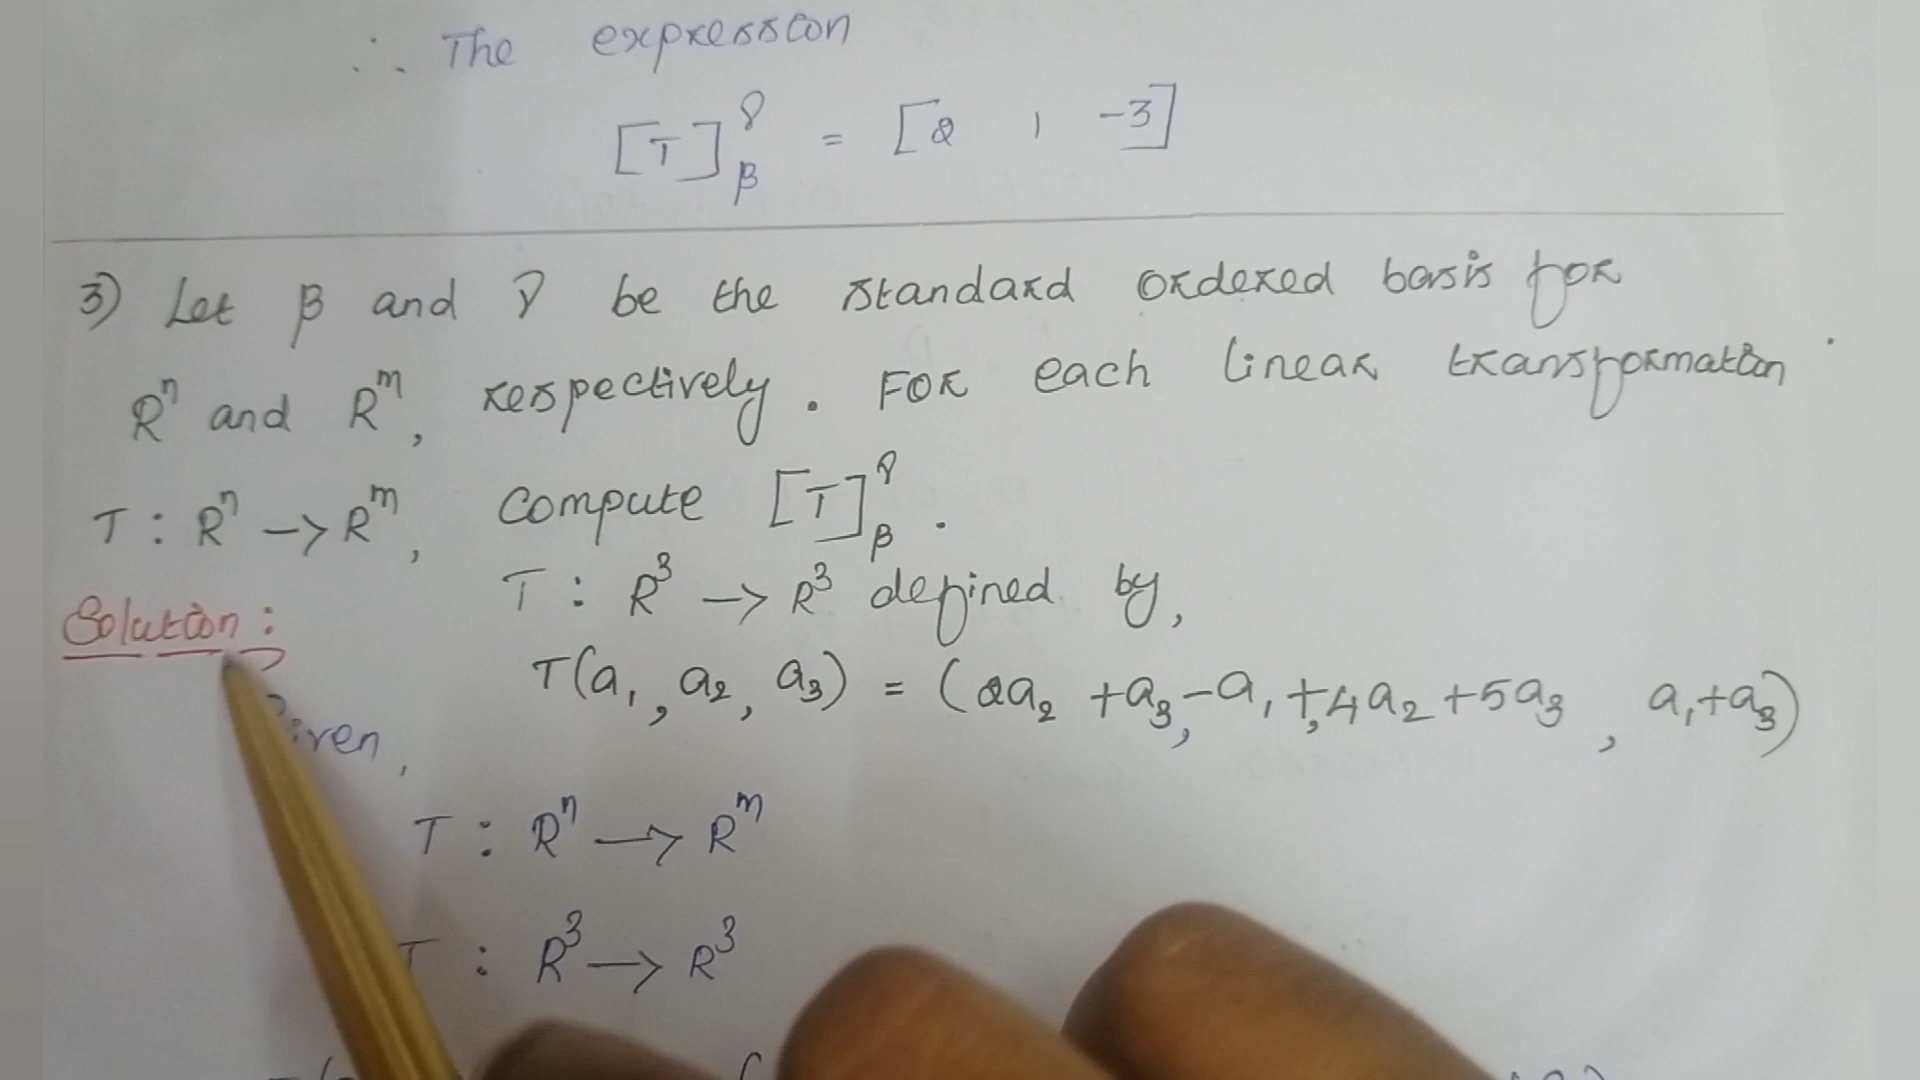 ∴ The expression
[T]^γ_β = [2 1 -3]
3) Let β and γ be the standard ordered basis for
R^n and R^m, respectively. For each linear transformation
T : R^n → R^m, compute [T]^γ_β.
T : R^3 → R^3 defined by,
Solution:
T(a₁, a₂, a₃) = (2a₂ + a₃, -a₁ + 4a₂ + 5a₃, a₁ + a₃)
Given,
T : R^n → R^m
T : R^3 → R^3